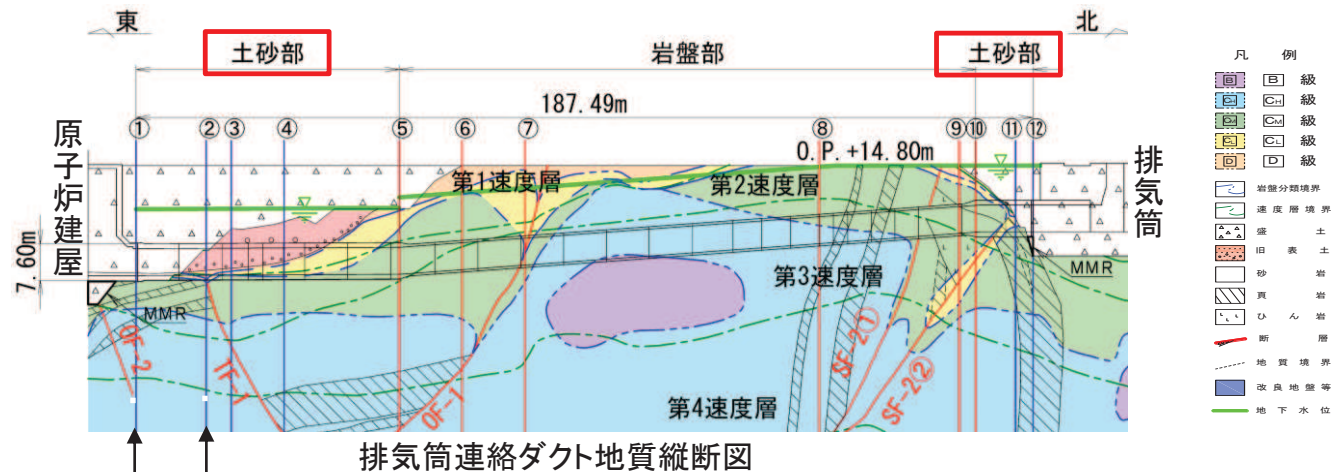 東
北
土砂部
岩盤部
土砂部
187.49m
① ② ③ ④ ⑤ ⑥ ⑦ ⑧ ⑨ ⑩ ⑪ ⑫
原子炉建屋
排気筒
O.P.+14.80m
第1速度層
第2速度層
7.60m
第3速度層
MMR
MMR
OF-2
TF-1
OF-1
SF-2①
SF-2②
第4速度層
排気筒連絡ダクト地質縦断図
凡 例
B B 級
CH CH 級
CM CM 級
CL CL 級
D D 級
岩盤分類境界
速度層境界
盛土
旧表土
砂岩
頁岩
ひん岩
断層
地質境界
改良地盤等
地下水位